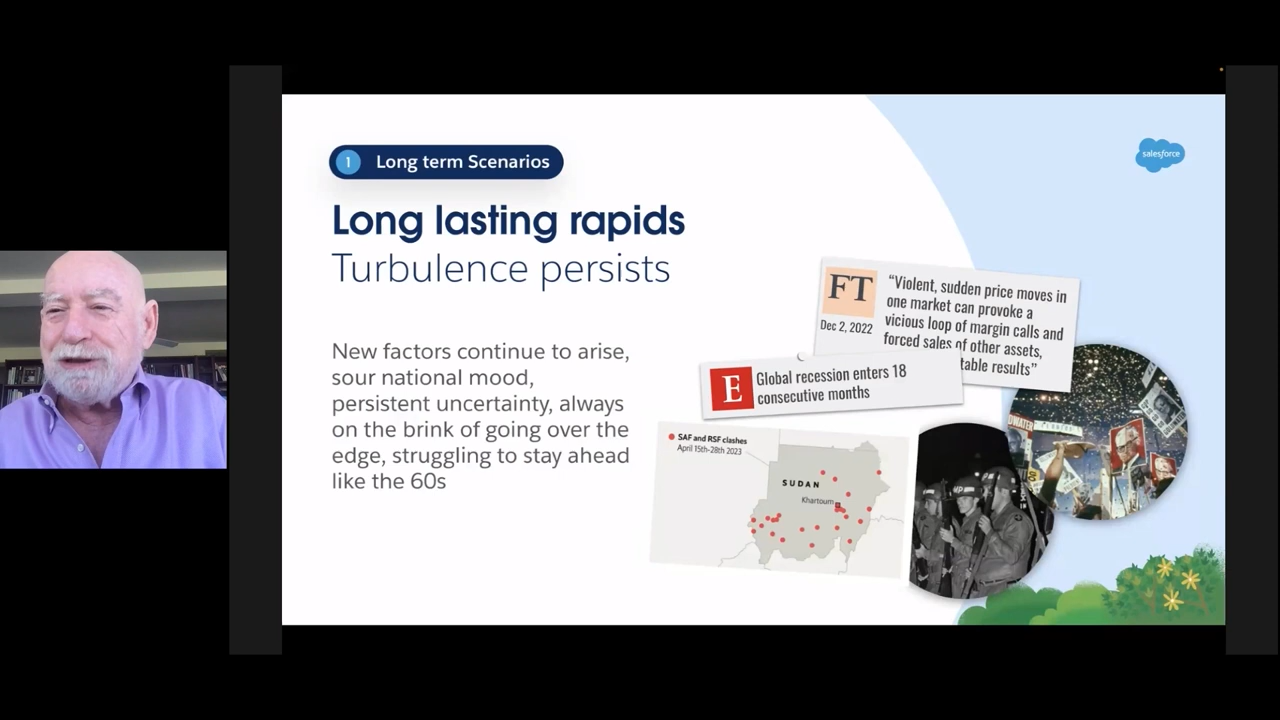 1 Long term Scenarios
salesforce
Long lasting rapids
Turbulence persists
New factors continue to arise,
sour national mood,
persistent uncertainty, always
on the brink of going over the
edge, struggling to stay ahead
like the 60s
FT
Dec 2, 2022
“Violent, sudden price moves in
one market can provoke a
vicious loop of margin calls and
forced sales of other assets,
table results”
E
Global recession enters 18
consecutive months
SAF and RSF clashes
April 15th-28th 2023
SUDAN
Khartoum
DWATER
MP